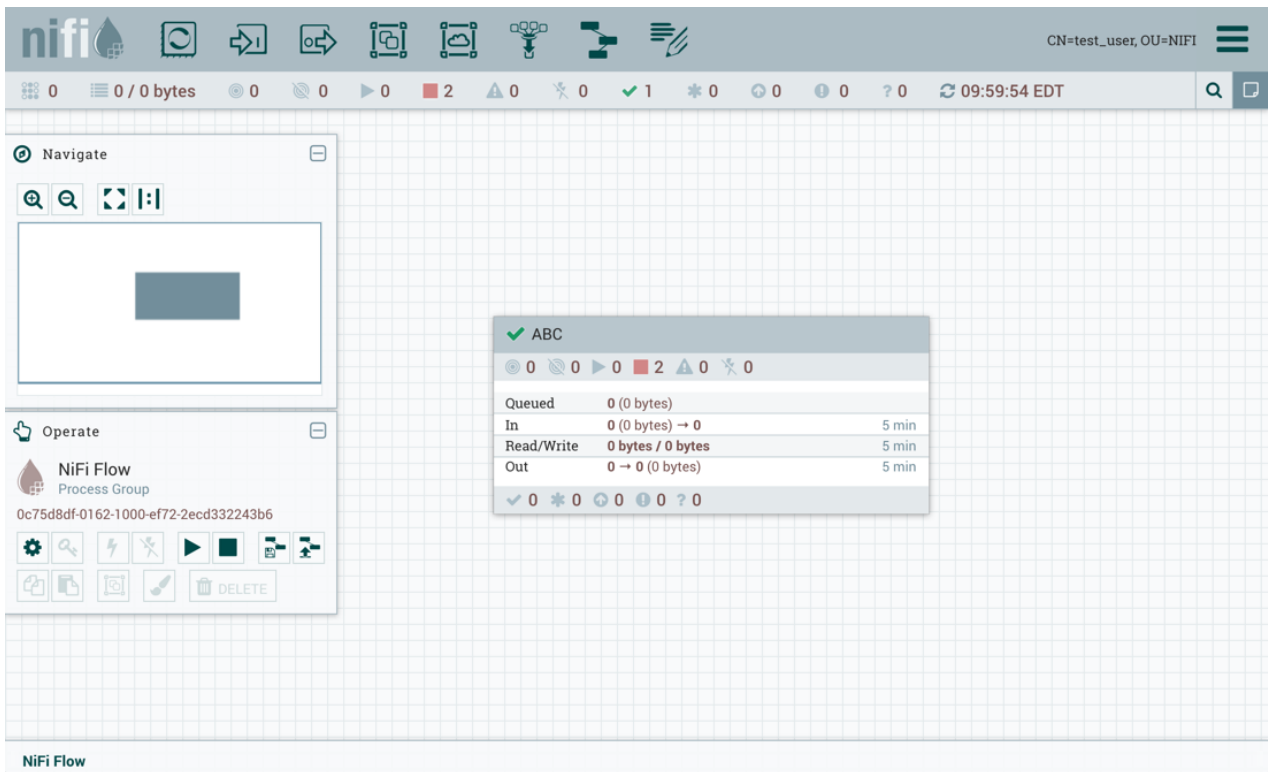 nifi
CN=test_user, OU=NIFI
0 0 / 0 bytes 0 0 0 2 0 0 1 0 0 0 ? 0 09:59:54 EDT
Navigate
Operate
NiFi Flow
Process Group
0c75d8df-0162-1000-ef72-2ecd332243b6
DELETE
ABC
0 0 0 2 0 0
Queued 0 (0 bytes)
In 0 (0 bytes) → 0 5 min
Read/Write 0 bytes / 0 bytes 5 min
Out 0 → 0 (0 bytes) 5 min
0 0 0 0 ? 0
NiFi Flow